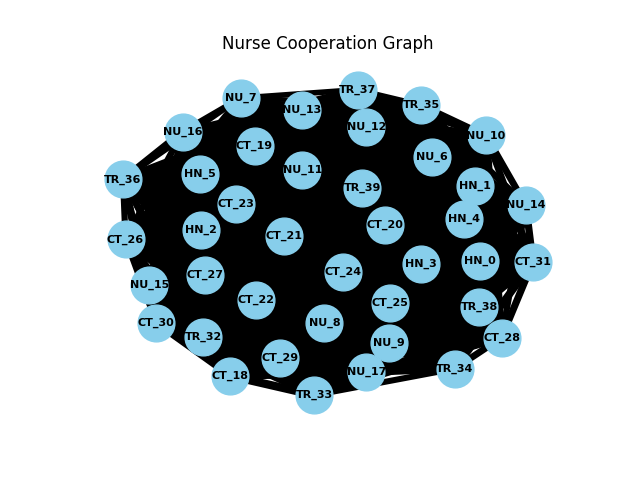 Nurse Cooperation Graph
TR_37
NU_7
TR_35
NU_13
NU_12
NU_16
NU_10
CT_19
NU_6
NU_11
HN_5
TR_36
HN_1
TR_39
CT_23
NU_14
HN_4
CT_20
HN_2
CT_21
CT_26
HN_0
CT_31
HN_3
CT_24
CT_27
NU_15
CT_22
CT_25
TR_38
NU_8
CT_30
TR_32
CT_28
NU_9
CT_29
TR_34
NU_17
CT_18
TR_33